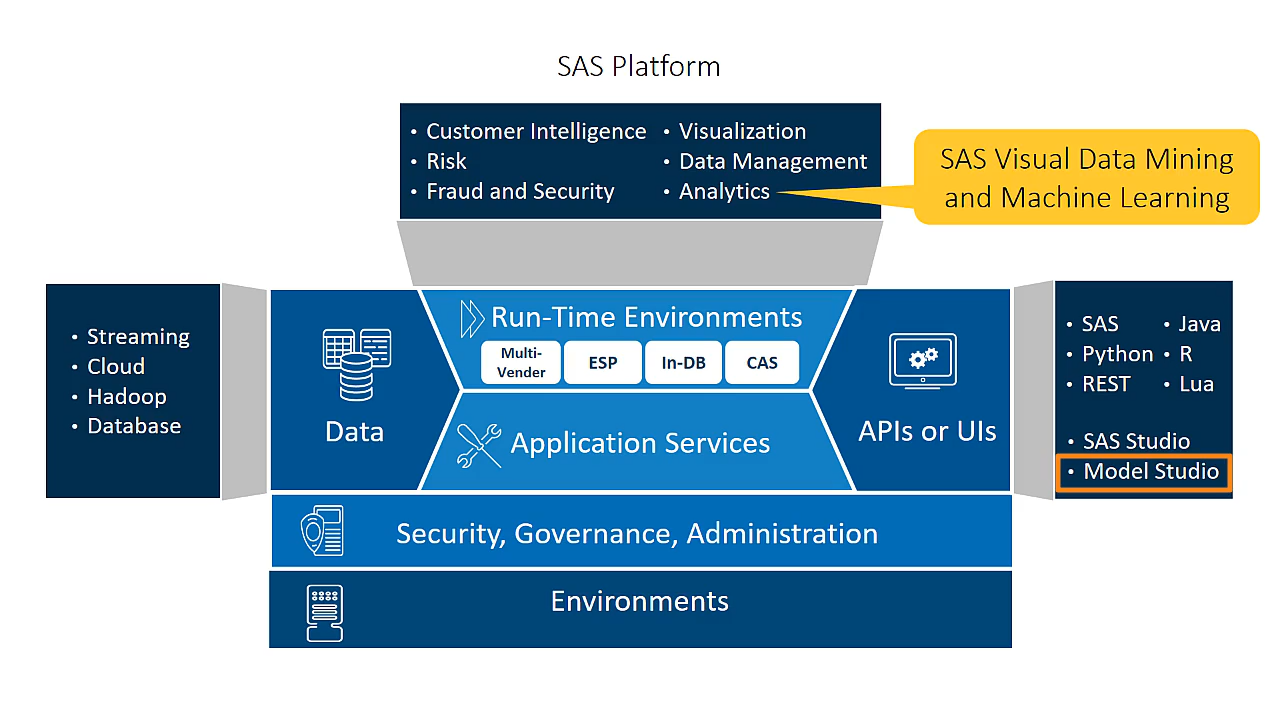 SAS Platform
• Customer Intelligence
• Risk
• Fraud and Security
• Visualization
• Data Management
• Analytics
SAS Visual Data Mining
and Machine Learning
• Streaming
• Cloud
• Hadoop
• Database
Data
Run-Time Environments
Multi-
Vender
ESP
In-DB
CAS
Application Services
APIs or UIs
• SAS
• Python
• REST
• Java
• R
• Lua
• SAS Studio
• Model Studio
Security, Governance, Administration
Environments